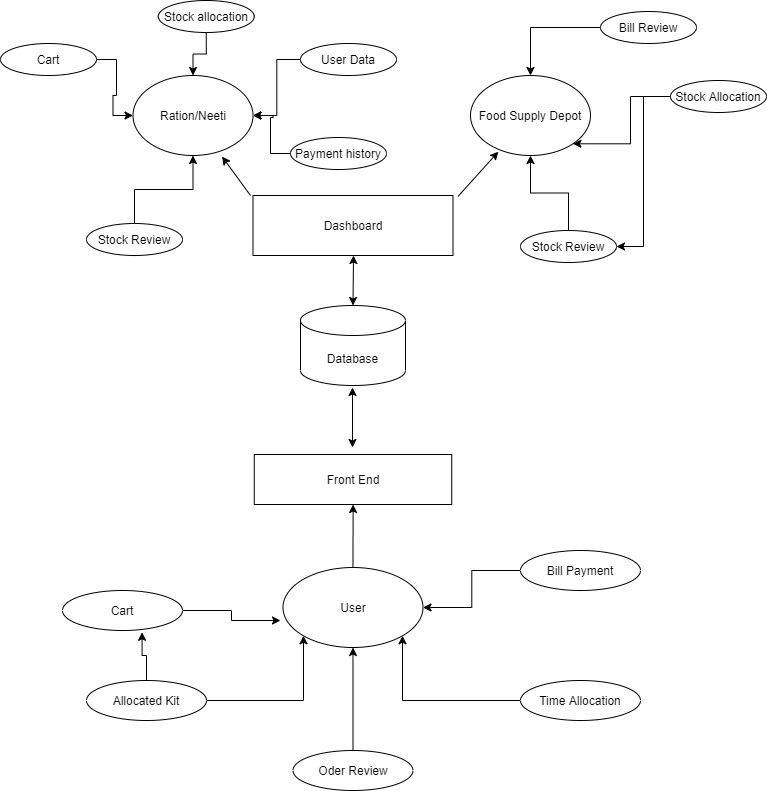 Stock allocation
Bill Review
Cart
User Data
Stock Allocation
Ration/Neeti
Food Supply Depot
Payment history
Dashboard
Stock Review
Stock Review
Database
Front End
Bill Payment
Cart
User
Allocated Kit
Time Allocation
Oder Review